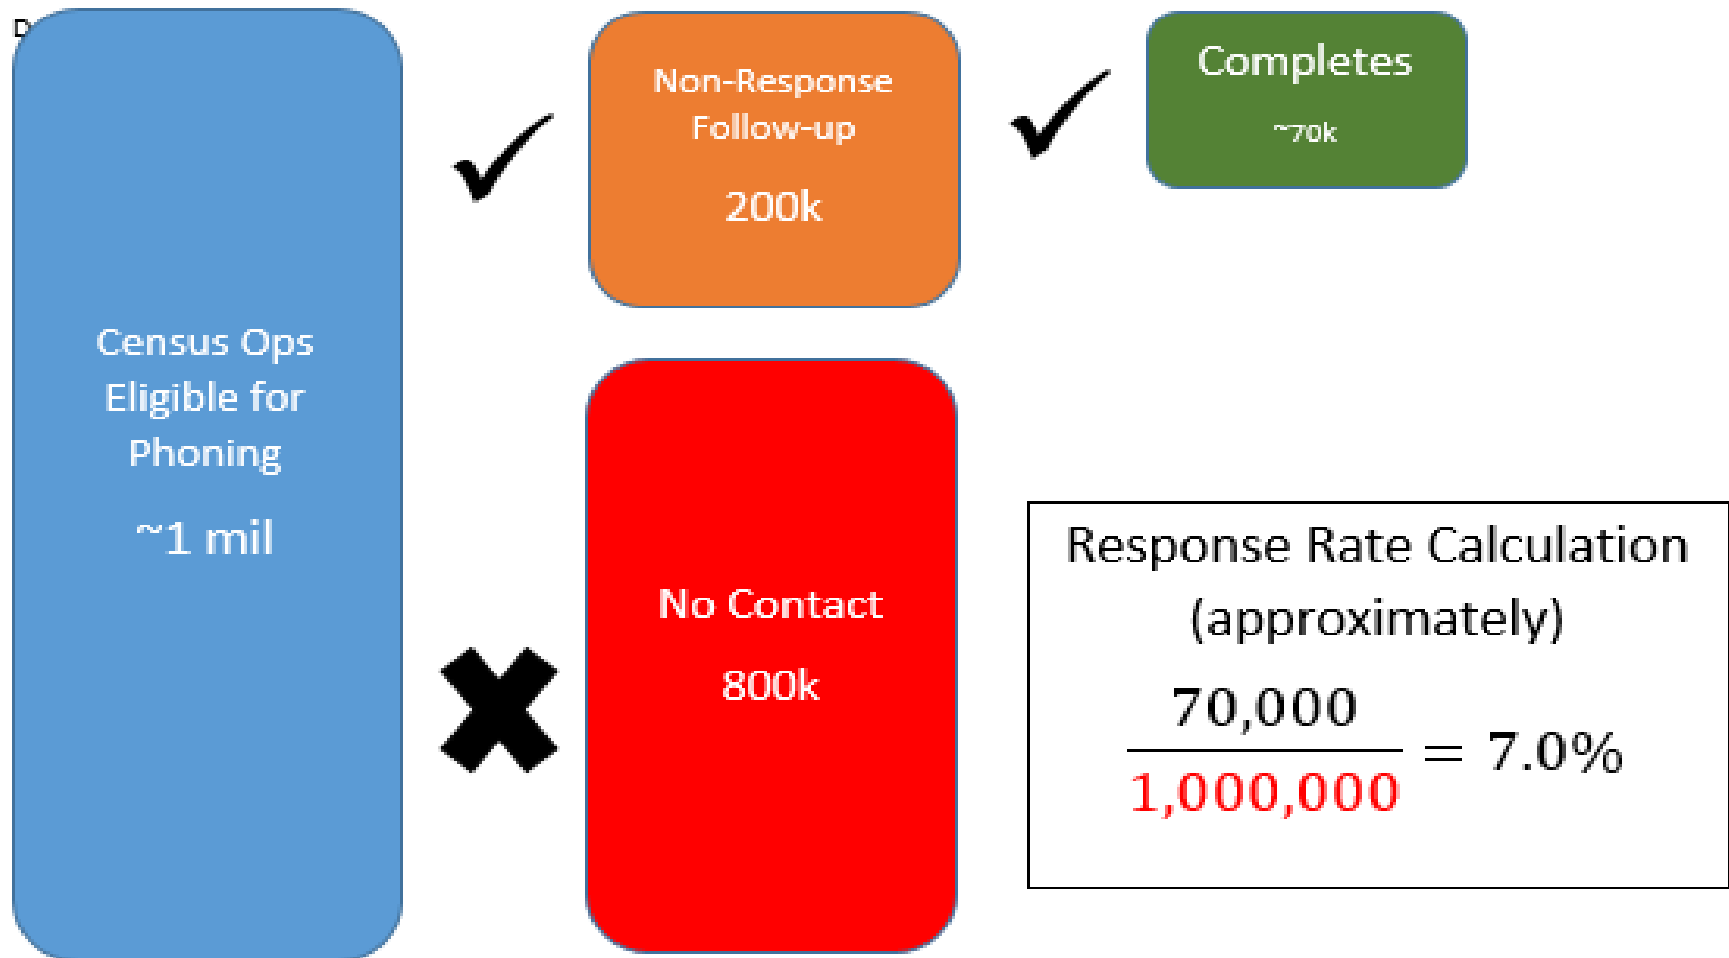 Census Ops
Eligible for
Phoning
~1 mil
Non-Response
Follow-up
200k
Completes
~70k
No Contact
800k
Response Rate Calculation
(approximately)
70,000
1,000,000
= 7.0%